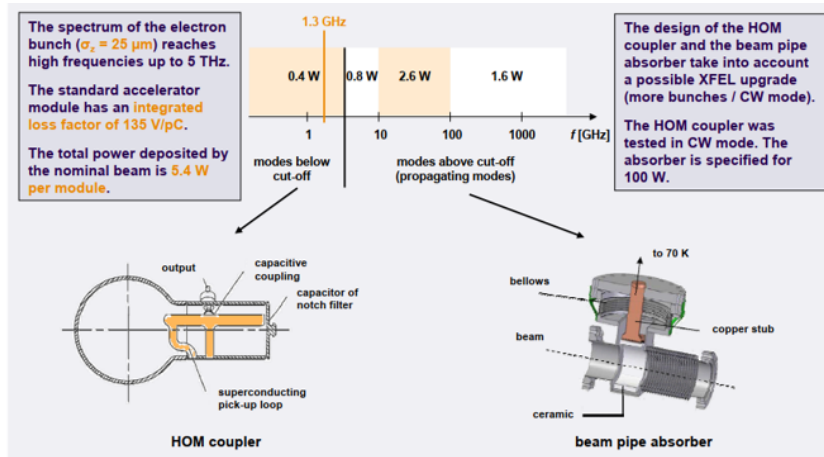 The spectrum of the electron
bunch (σz = 25 μm) reaches
high frequencies up to 5 THz.
The standard accelerator
module has an integrated
loss factor of 135 V/pC.
The total power deposited by
the nominal beam is 5.4 W
per module.
1.3 GHz
0.4 W
0.8 W
2.6 W
1.6 W
1
10
100
1000
f [GHz]
modes below
cut-off
modes above cut-off
(propagating modes)
The design of the HOM
coupler and the beam pipe
absorber take into account
a possible XFEL upgrade
(more bunches / CW mode).
The HOM coupler was
tested in CW mode. The
absorber is specified for
100 W.
output
capacitive
coupling
capacitor of
notch filter
superconducting
pick-up loop
HOM coupler
to 70 K
bellows
copper stub
beam
ceramic
beam pipe absorber